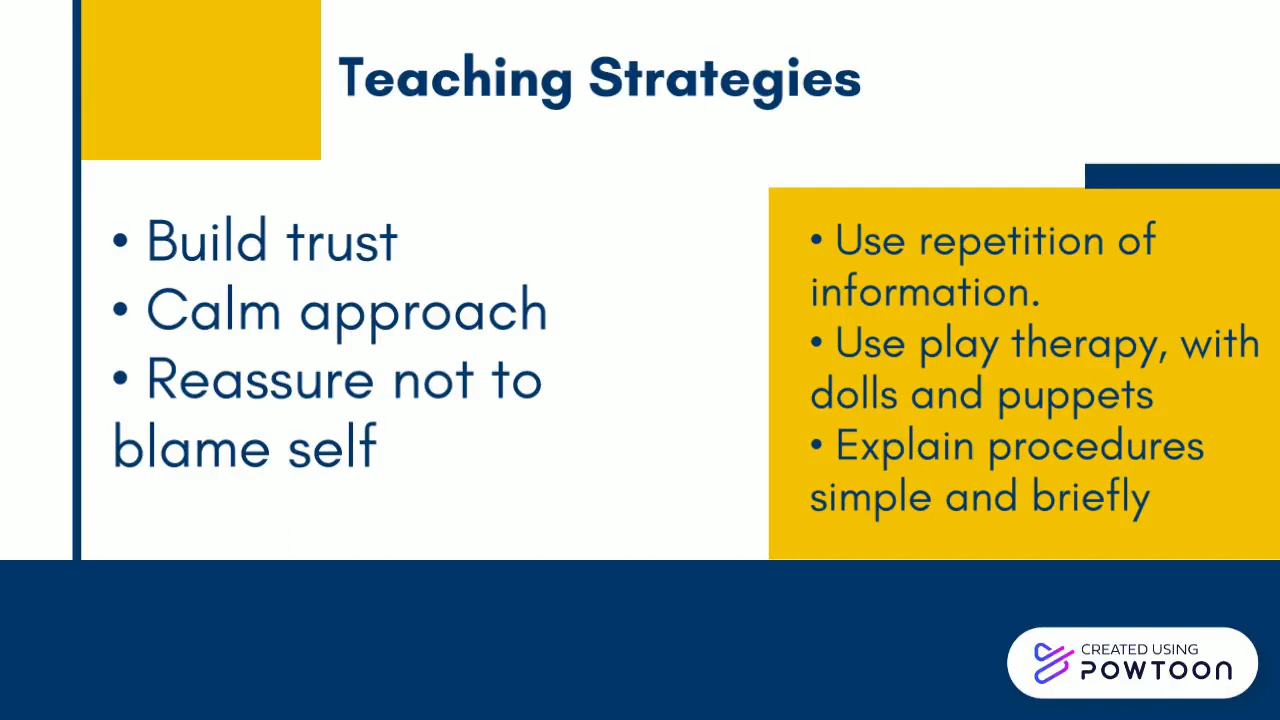 Teaching Strategies
• Build trust
• Calm approach
• Reassure not to
blame self
• Use repetition of
information.
• Use play therapy, with
dolls and puppets
• Explain procedures
simple and briefly
CREATED USING
POWTOON